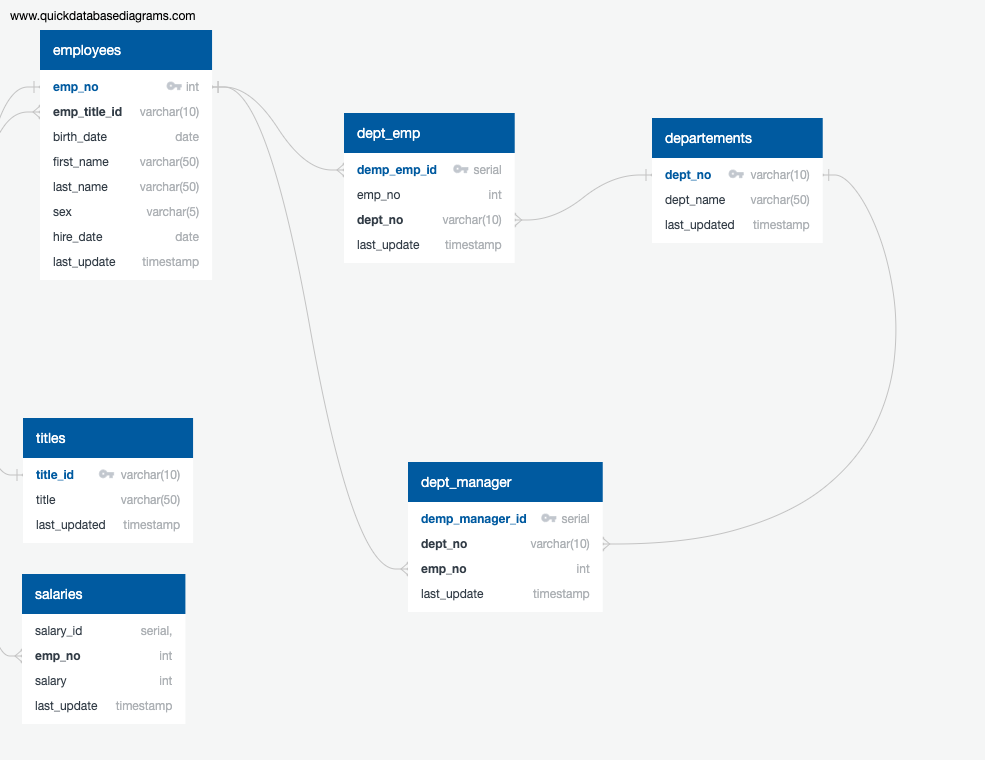 www.quickdatabasediagrams.com
employees
emp_no int
emp_title_id varchar(10)
birth_date date
first_name varchar(50)
last_name varchar(50)
sex varchar(5)
hire_date date
last_update timestamp
dept_emp
demp_emp_id serial
emp_no int
dept_no varchar(10)
last_update timestamp
departements
dept_no varchar(10)
dept_name varchar(50)
last_updated timestamp
titles
title_id varchar(10)
title varchar(50)
last_updated timestamp
dept_manager
demp_manager_id serial
dept_no varchar(10)
emp_no int
last_update timestamp
salaries
salary_id serial,
emp_no int
salary int
last_update timestamp